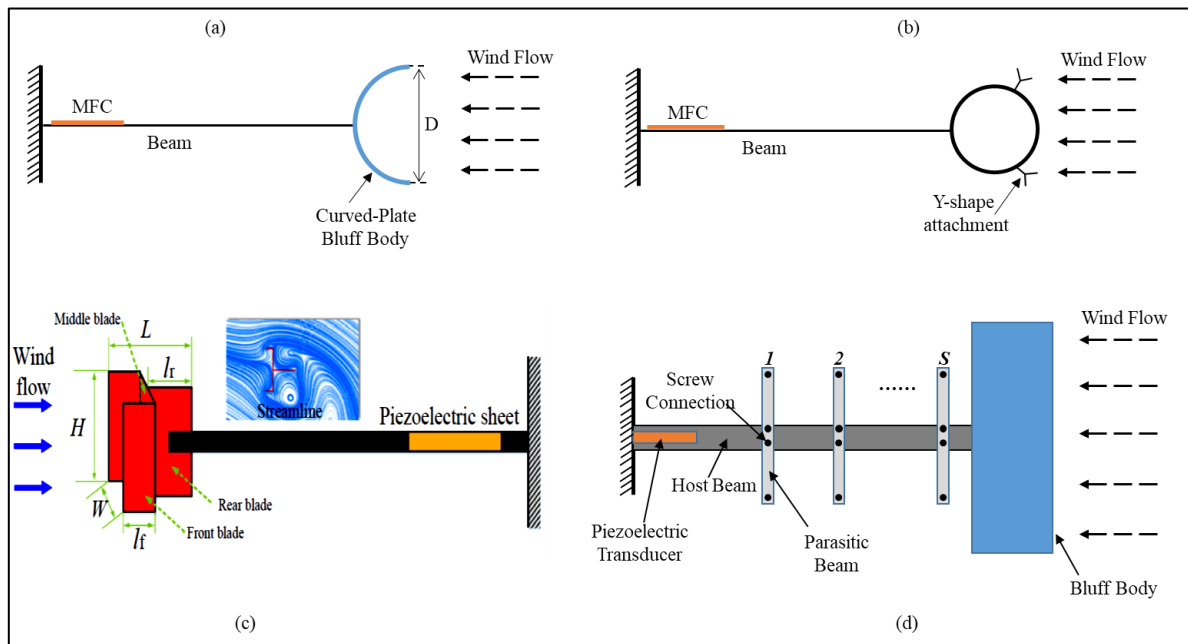 (a)
Wind Flow
MFC
Beam
D
Curved-Plate
Bluff Body
(b)
Wind Flow
MFC
Beam
Y-shape
attachment
Middle blade
L
Wind
flow
lr
H
Streamline
Piezoelectric sheet
W
Rear blade
Front blade
lf
(c)
Wind Flow
1
2
......
S
Screw
Connection
Host Beam
Piezoelectric
Transducer
Parasitic
Beam
Bluff Body
(d)